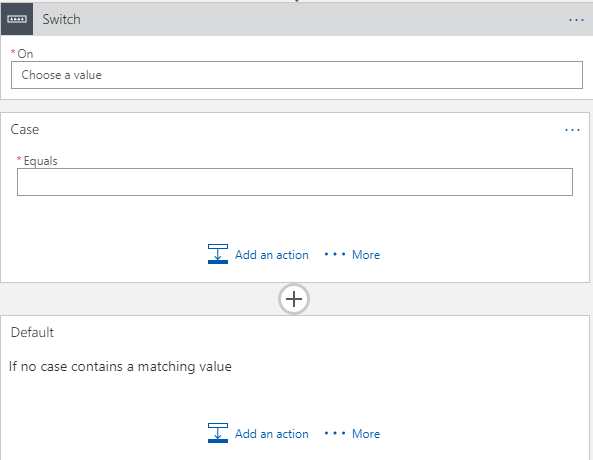 Switch
...
* On
Choose a value
Case
...
* Equals
Add an action ... More
Default
If no case contains a matching value
Add an action ... More